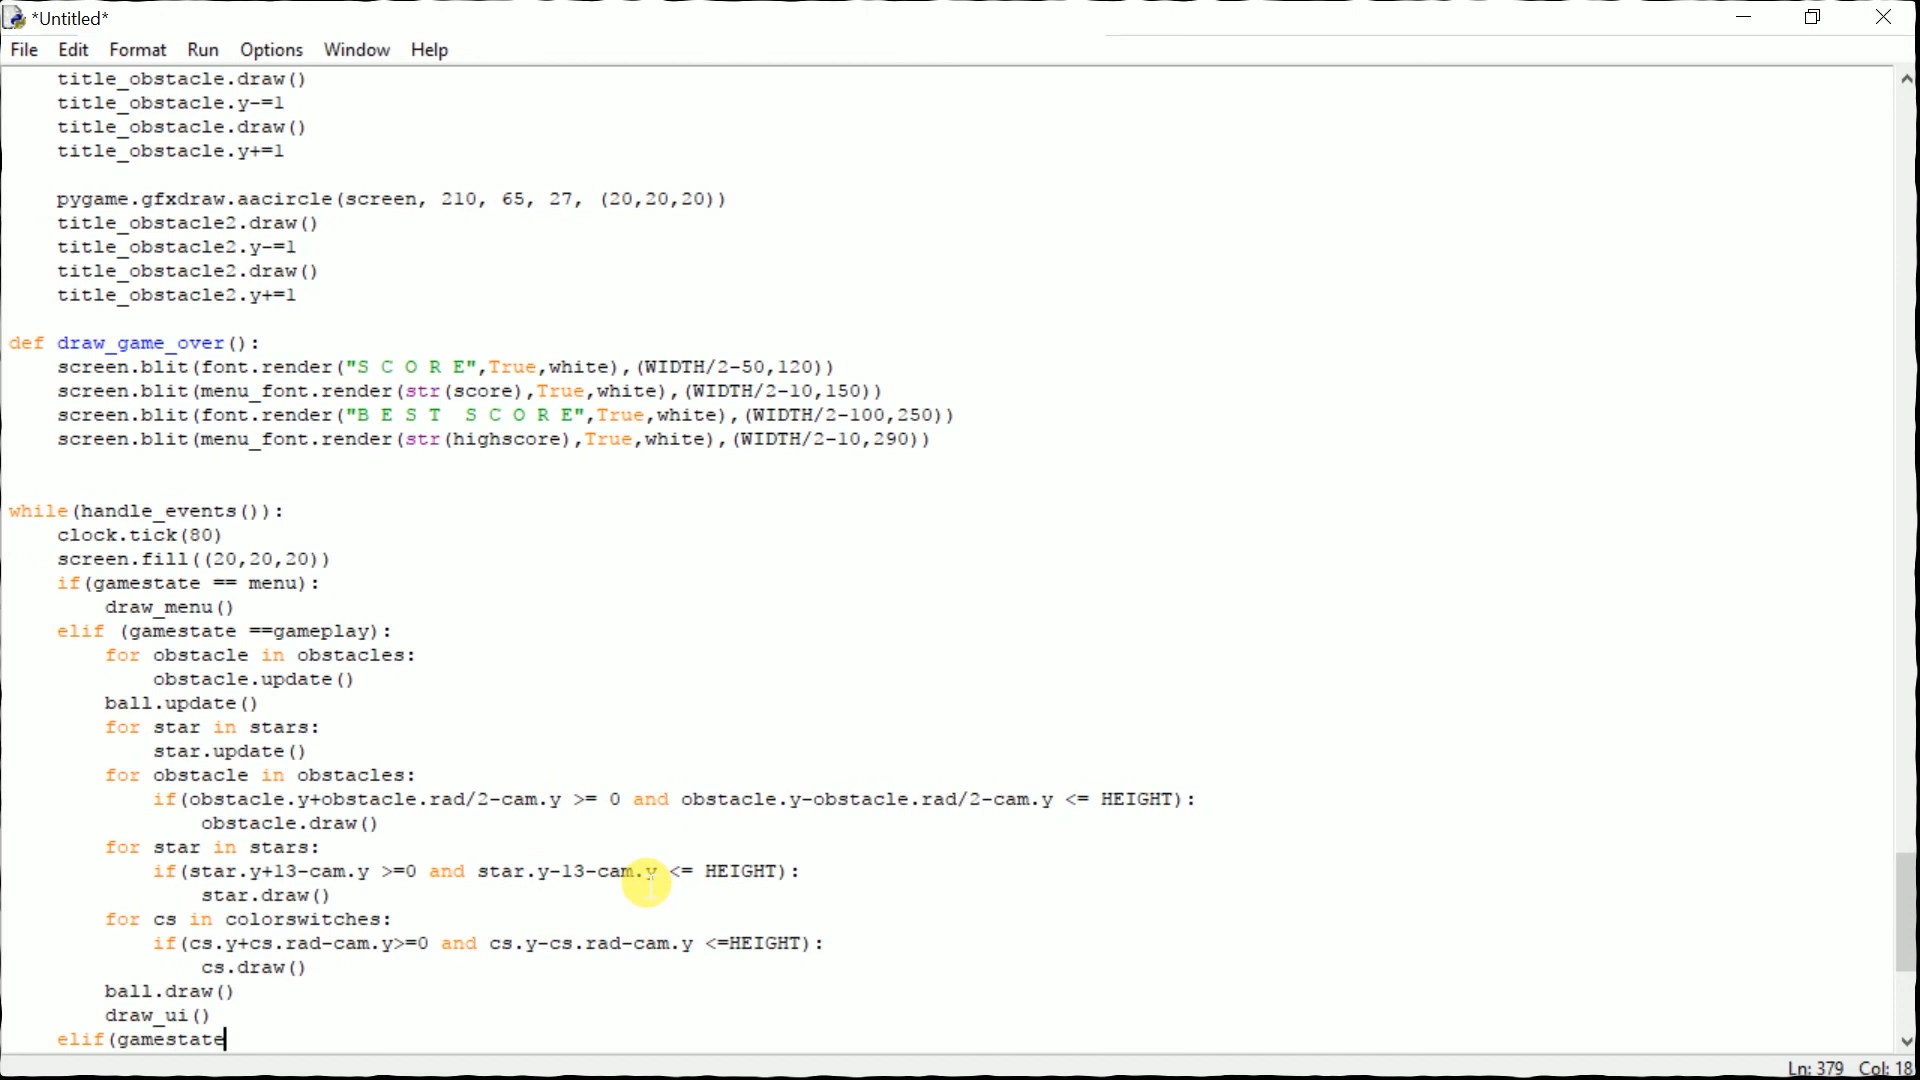 *Untitled*
File Edit Format Run Options Window Help
title_obstacle.draw()
title_obstacle.y-=1
title_obstacle.draw()
title_obstacle.y+=1
pygame.gfxdraw.aacircle(screen, 210, 65, 27, (20,20,20))
title_obstacle2.draw()
title_obstacle2.y-=1
title_obstacle2.draw()
title_obstacle2.y+=1
def draw_game_over():
screen.blit(font.render("S C O R E",True,white),(WIDTH/2-50,120))
screen.blit(menu_font.render(str(score),True,white),(WIDTH/2-10,150))
screen.blit(font.render("B E S T  S C O R E",True,white),(WIDTH/2-100,250))
screen.blit(menu_font.render(str(highscore),True,white),(WIDTH/2-10,290))
while(handle_events()):
clock.tick(80)
screen.fill((20,20,20))
if(gamestate == menu):
draw_menu()
elif (gamestate ==gameplay):
for obstacle in obstacles:
obstacle.update()
ball.update()
for star in stars:
star.update()
for obstacle in obstacles:
if(obstacle.y+obstacle.rad/2-cam.y >= 0 and obstacle.y-obstacle.rad/2-cam.y <= HEIGHT):
obstacle.draw()
for star in stars:
if(star.y+13-cam.y >=0 and star.y-13-cam.y <= HEIGHT):
star.draw()
for cs in colorswitches:
if(cs.y+cs.rad-cam.y>=0 and cs.y-cs.rad-cam.y <=HEIGHT):
cs.draw()
ball.draw()
draw_ui()
elif(gamestate
Ln: 379 Col: 18